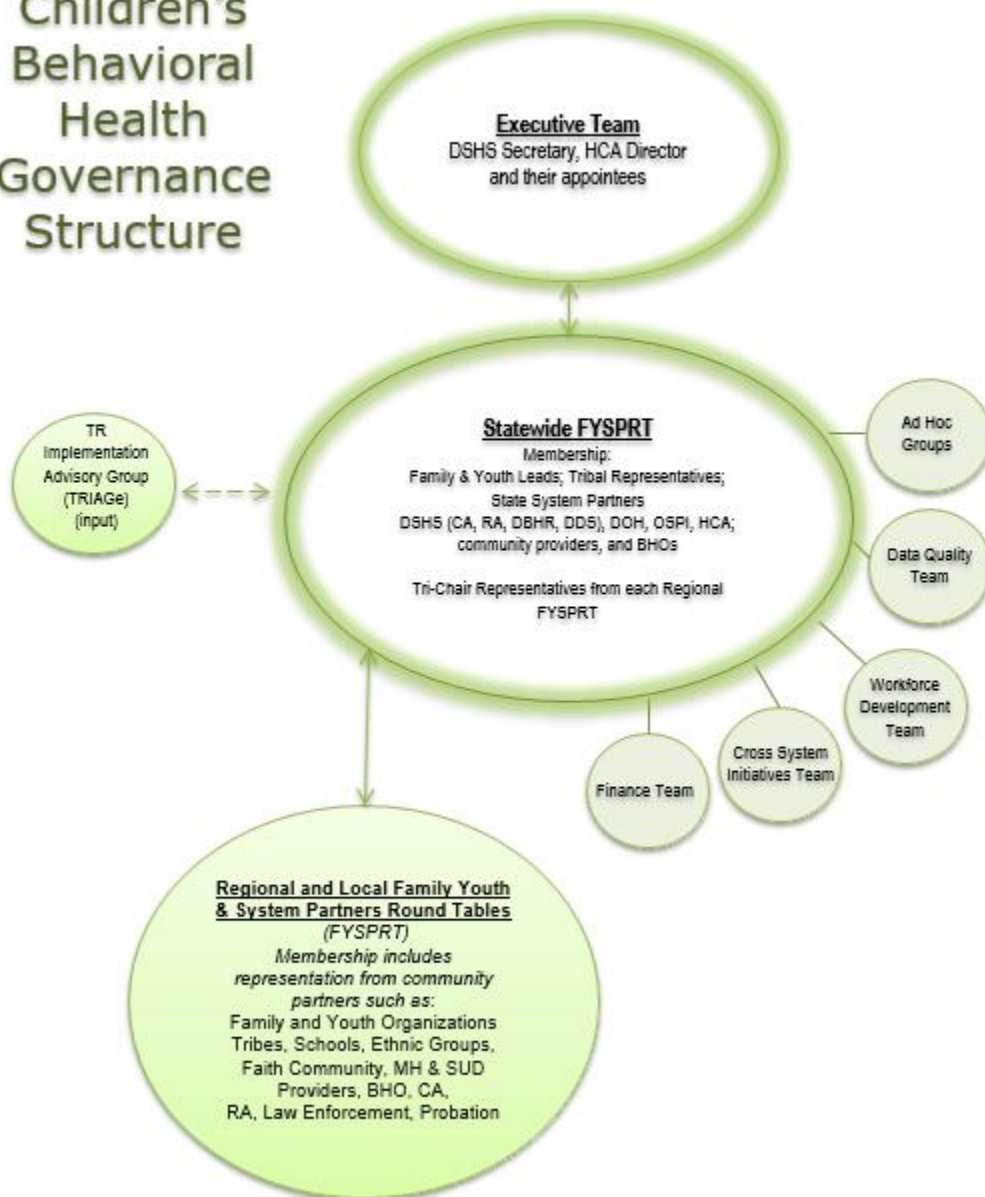 Children's
Behavioral
Health
Governance
Structure
Executive Team
DSHS Secretary, HCA Director
and their appointees
Statewide FYSPRT
Membership:
Family & Youth Leads; Tribal Representatives;
State System Partners
DSHS (CA, RA, DBHR, DDS), DOH, OSPI, HCA;
community providers, and BHOs
Tri-Chair Representatives from each Regional
FYSPRT
TR
Implementation
Advisory Group
(TRIAGe)
(input)
Ad Hoc
Groups
Data Quality
Team
Workforce
Development
Team
Cross System
Initiatives Team
Finance Team
Regional and Local Family Youth
& System Partners Round Tables
(FYSPRT)
Membership includes
representation from community
partners such as:
Family and Youth Organizations
Tribes, Schools, Ethnic Groups,
Faith Community, MH & SUD
Providers, BHO, CA,
RA, Law Enforcement, Probation